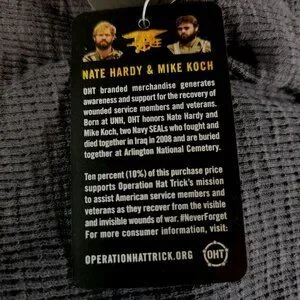 NATE HARDY & MIKE KOCH
OHT branded merchandise generates
awareness and support for the recovery of
wounded service members and veterans.
Born at UNH, OHT honors Nate Hardy and
Mike Koch, two Navy SEALs who fought and
died together in Iraq in 2008 and are buried
together at Arlington National Cemetery.
Ten percent (10%) of this purchase price
supports Operation Hat Trick's mission
to assist American service members and
veterans as they recover from the visible
and invisible wounds of war. #NeverForget
For more consumer information, visit:
OPERATIONHATTRICK.ORG
OHT